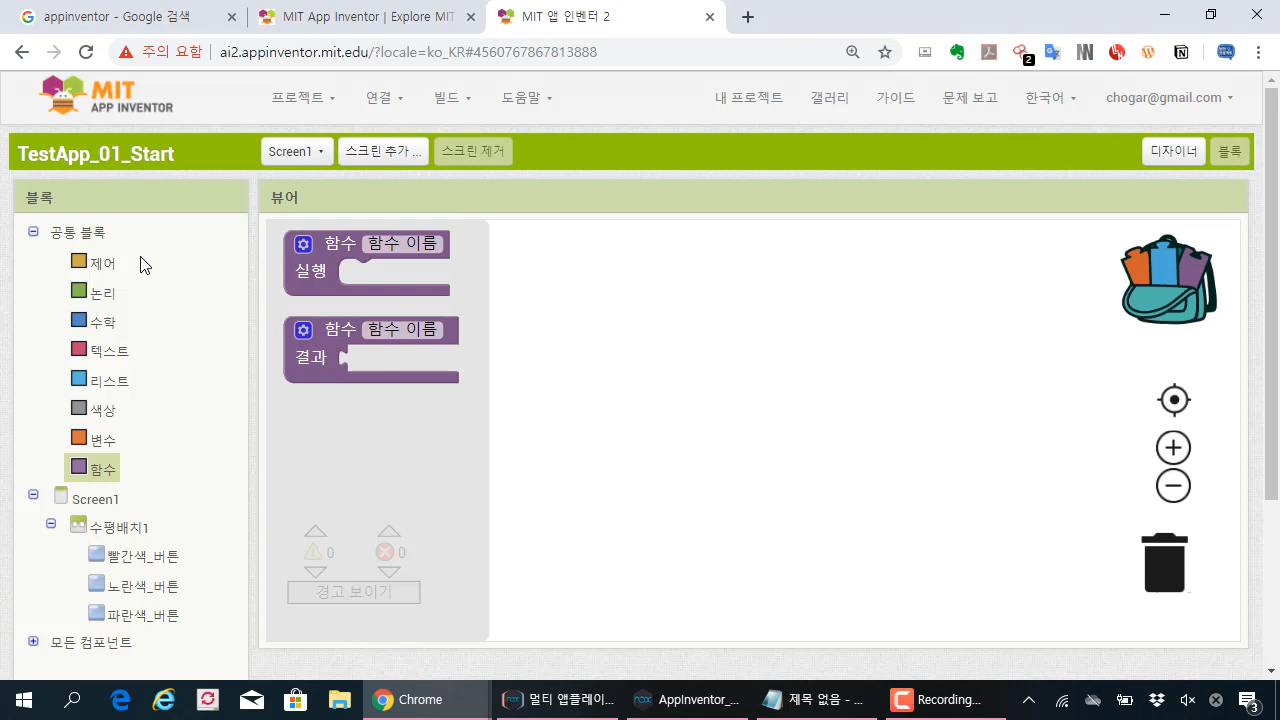 appinventor - Google 검색
MIT App Inventor | Explore MIT
MIT 앱 인벤터 2
주의 요함
ai2.appinventor.mit.edu/?locale=ko_KR#4560767867813888
2
MIT
APP INVENTOR
프로젝트
연결
빌드
도움말
내 프로젝트
갤러리
가이드
문제 보고
한국어
chogar@gmail.com
TestApp_01_Start
Screen1
스크린 추가 ...
스크린 제거
디자이너
블록
블록
뷰어
공통 블록
제어
논리
수학
텍스트
리스트
색상
변수
함수
Screen1
수평배치1
빨간색_버튼
노란색_버튼
파란색_버튼
모든 컴포넌트
함수 함수 이름
실행
함수 함수 이름
결과
0
0
경고 보이기
Chrome
멀티 앱플레이...
AppInventor_...
제목 없음 - ...
Recording...
3